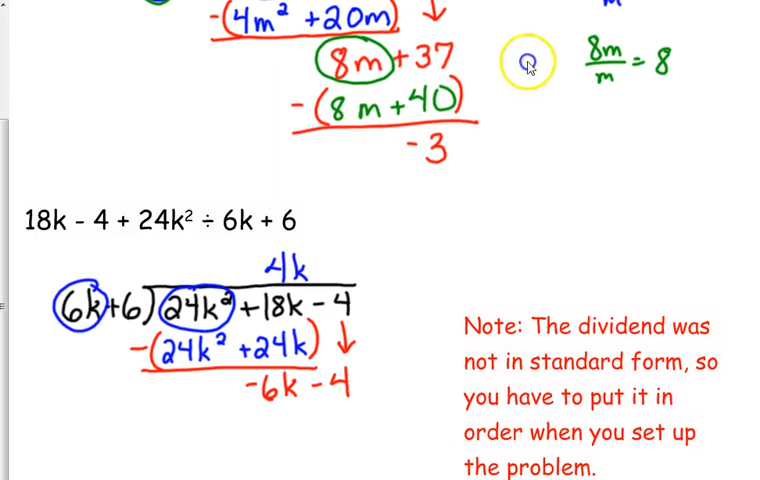 -(4m² +20m) ↓
8m +37
-(8m +40)
-3
8m/m = 8
18k - 4 + 24k² ÷ 6k + 6
4k
6k+6)24k² +18k - 4
-(24k² +24k) ↓
-6k - 4
Note: The dividend was
not in standard form, so
you have to put it in
order when you set up
the problem.